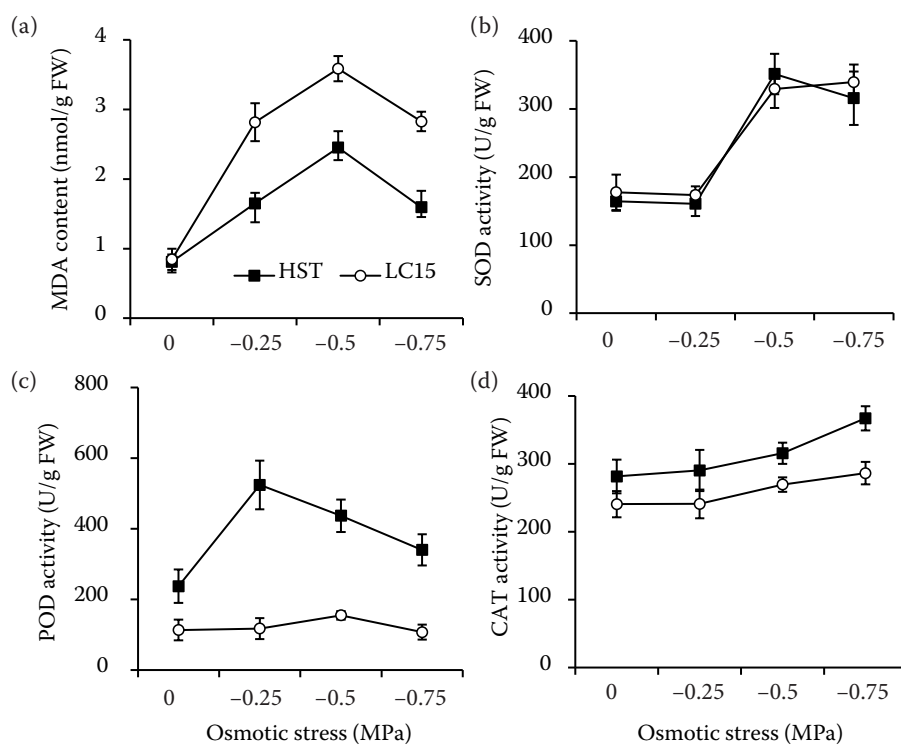 (a)
4
3
2
1
0
MDA content (nmol/g FW)
HST
LC15
0 –0.25 –0.5 –0.75
(b)
400
300
200
100
0
SOD activity (U/g FW)
0 –0.25 –0.5 –0.75
(c)
800
600
400
200
0
POD activity (U/g FW)
0 –0.25 –0.5 –0.75
Osmotic stress (MPa)
(d)
400
300
200
100
0
CAT activity (U/g FW)
0 –0.25 –0.5 –0.75
Osmotic stress (MPa)